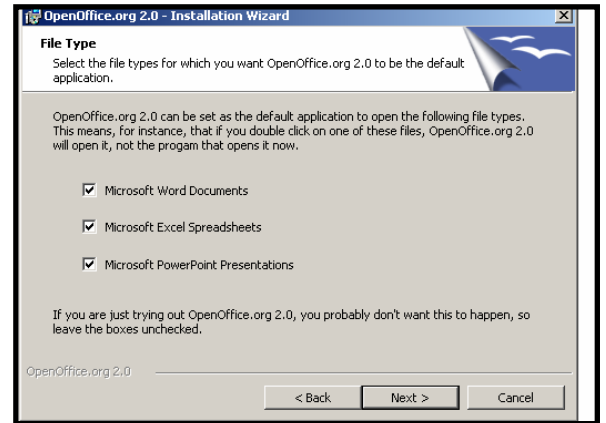 OpenOffice.org 2.0 - Installation Wizard
File Type
Select the file types for which you want OpenOffice.org 2.0 to be the default
application.
OpenOffice.org 2.0 can be set as the default application to open the following file types.
This means, for instance, that if you double click on one of these files, OpenOffice.org 2.0
will open it, not the progam that opens it now.
Microsoft Word Documents
Microsoft Excel Spreadsheets
Microsoft PowerPoint Presentations
If you are just trying out OpenOffice.org 2.0, you probably don't want this to happen, so
leave the boxes unchecked.
OpenOffice.org 2.0
< Back Next > Cancel